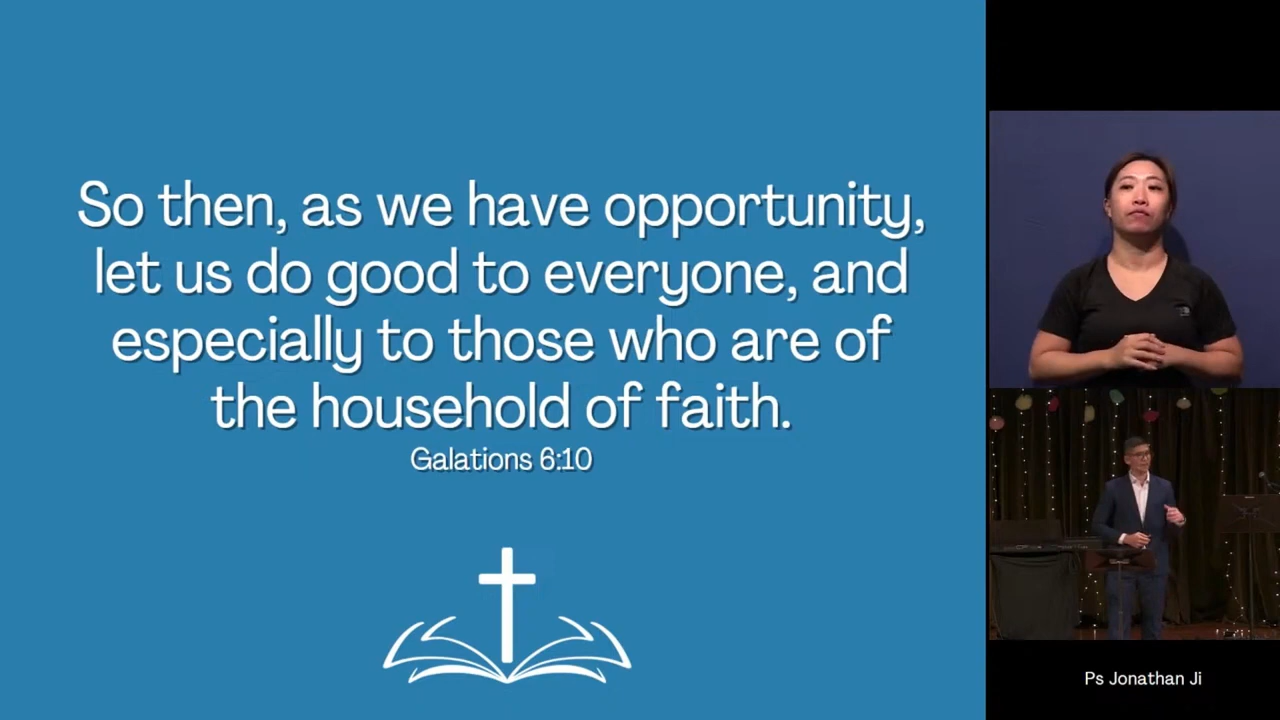 So then, as we have opportunity,
let us do good to everyone, and
especially to those who are of
the household of faith.
Galations 6:10
Ps Jonathan Ji